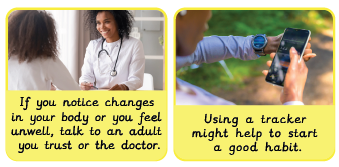 If you notice changes
in your body or you feel
unwell, talk to an adult
you trust or the doctor.
Using a tracker
might help to start
a good habit.